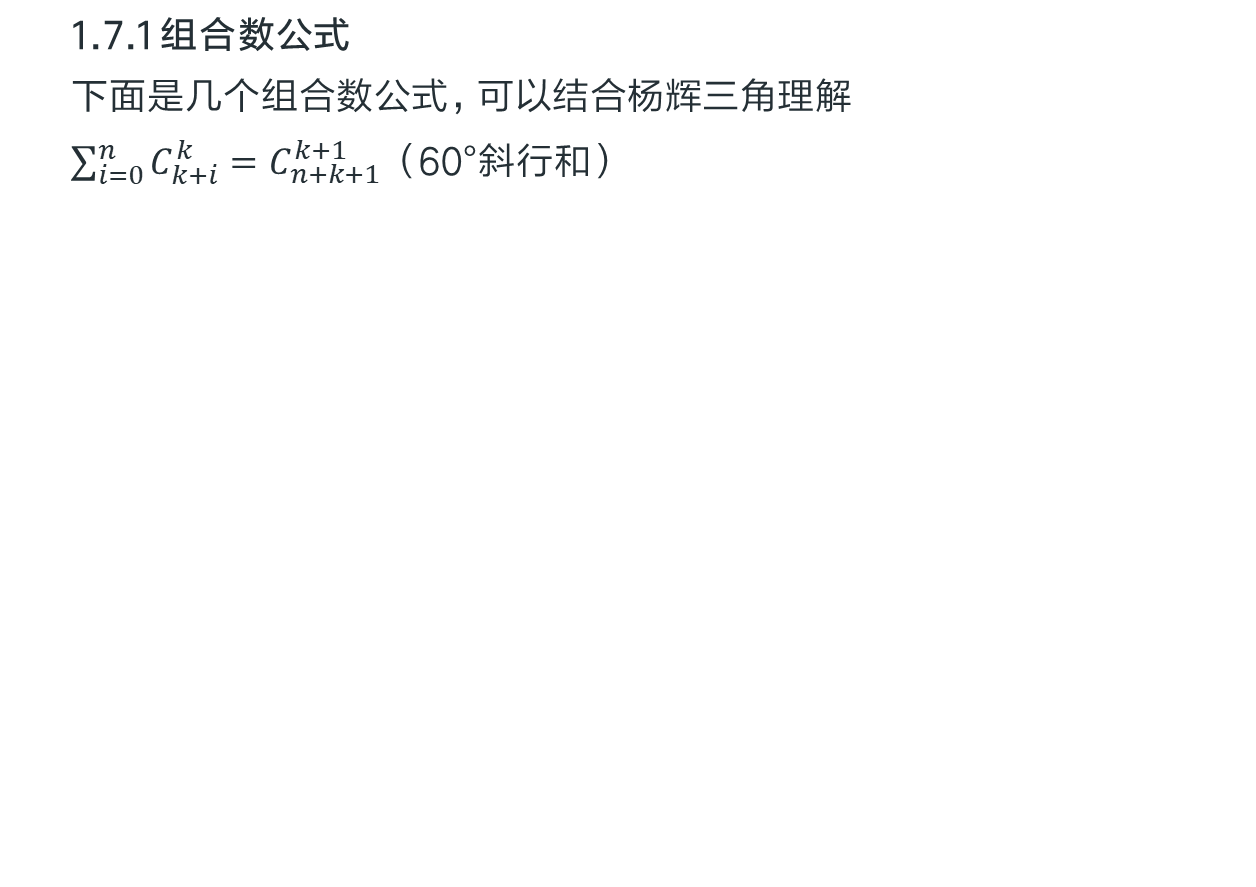 1.7.1组合数公式
下面是几个组合数公式，可以结合杨辉三角理解
$\sum_{i=0}^{n} C_{k+i}^{k} = C_{n+k+1}^{k+1}$（60°斜行和）